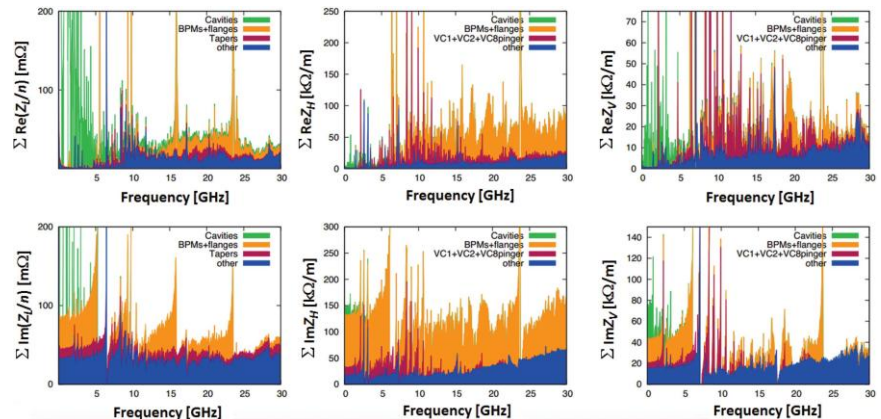 Σ Re(ZL/n) [mΩ]
200
100
0
5
10
15
20
25
30
Cavities
BPMs+flanges
Tapers
other
Frequency [GHz]
Σ ReZH [kΩ/m]
250
200
150
100
50
0
0
5
10
15
20
25
30
Cavities
BPMs+flanges
VC1+VC2+VC8pinger
other
Frequency [GHz]
Σ ReZV [kΩ/m]
70
60
50
40
30
20
10
0
0
5
10
15
20
25
30
Cavities
BPMs+flanges
VC1+VC2+VC8pinger
other
Frequency [GHz]
Σ Im(ZL/n) [mΩ]
200
100
0
5
10
15
20
25
30
Cavities
BPMs+flanges
Tapers
other
Frequency [GHz]
Σ ImZH [kΩ/m]
300
250
200
150
100
50
0
0
5
10
15
20
25
30
Cavities
BPMs+flanges
VC1+VC2+VC8pinger
other
Frequency [GHz]
Σ ImZV [kΩ/m]
140
120
100
80
60
40
20
0
0
5
10
15
20
25
30
Cavities
BPMs+flanges
VC1+VC2+VC8pinger
other
Frequency [GHz]